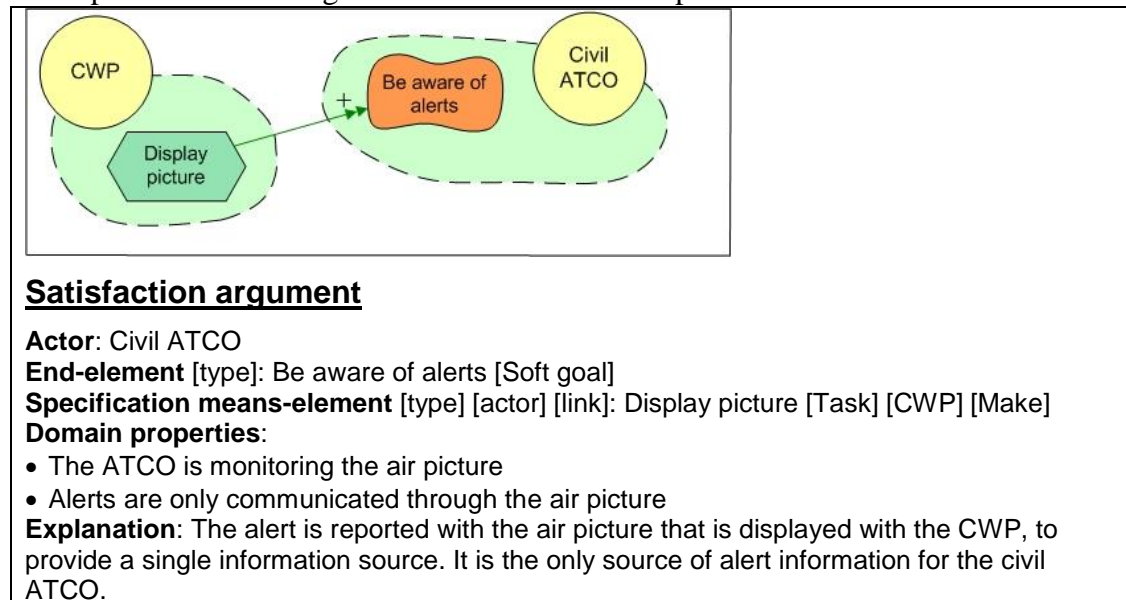 CWP
Civil
ATCO
Be aware of
alerts
+
Display
picture
Satisfaction argument
Actor: Civil ATCO
End-element [type]: Be aware of alerts [Soft goal]
Specification means-element [type] [actor] [link]: Display picture [Task] [CWP] [Make]
Domain properties:
• The ATCO is monitoring the air picture
• Alerts are only communicated through the air picture
Explanation: The alert is reported with the air picture that is displayed with the CWP, to
provide a single information source. It is the only source of alert information for the civil
ATCO.